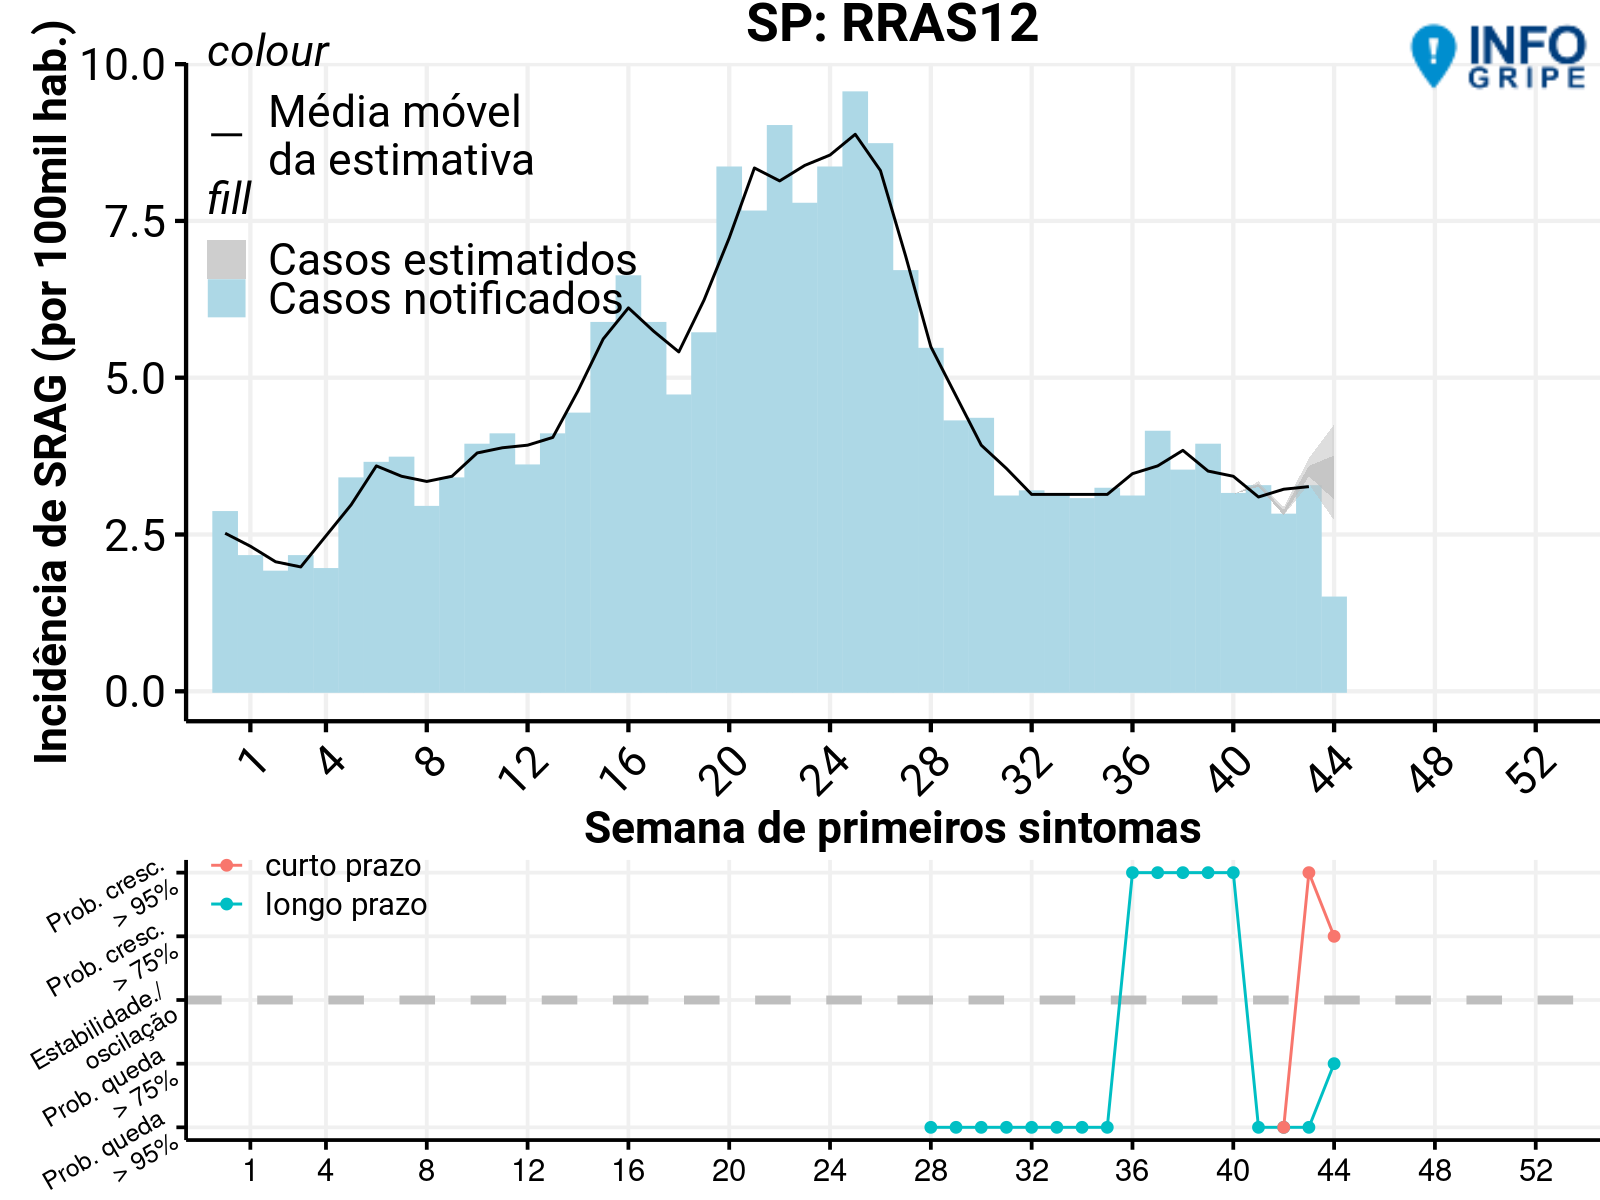 SP: RRAS12
INFO
GRIPE
Incidência de SRAG (por 100mil hab.)
10.0
7.5
5.0
2.5
0.0
colour
Média móvel
da estimativa
fill
Casos estimatidos
Casos notificados
1 4 8 12 16 20 24 28 32 36 40 44 48 52
Semana de primeiros sintomas
curto prazo
longo prazo
Prob. cresc.
> 95%
Prob. cresc.
> 75%
Estabilidade./
oscilação
Prob. queda
> 75%
Prob. queda
> 95%
1 4 8 12 16 20 24 28 32 36 40 44 48 52